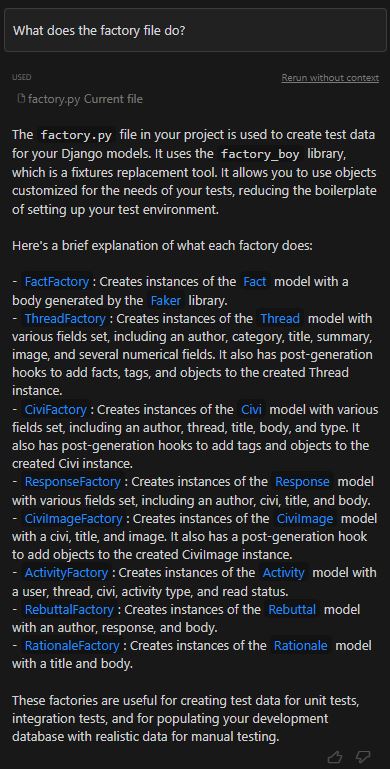 What does the factory file do?
USED
Rerun without context
factory.py Current file
The factory.py file in your project is used to create test data
for your Django models. It uses the factory_boy library,
which is a fixtures replacement tool. It allows you to use objects
customized for the needs of your tests, reducing the boilerplate
of setting up your test environment.
Here's a brief explanation of what each factory does:
- FactFactory : Creates instances of the Fact model with a
body generated by the Faker library.
- ThreadFactory : Creates instances of the Thread model with
various fields set, including an author, category, title, summary,
image, and several numerical fields. It also has post-generation
hooks to add facts, tags, and objects to the created Thread
instance.
- CiviFactory : Creates instances of the Civi model with various
fields set, including an author, thread, title, body, and type. It
also has post-generation hooks to add tags and objects to the
created Civi instance.
- ResponseFactory : Creates instances of the Response model
with various fields set, including an author, civi, title, and body.
- CiviImageFactory : Creates instances of the CiviImage model
with a civi, title, and image. It also has a post-generation hook
to add objects to the created CiviImage instance.
- ActivityFactory : Creates instances of the Activity model with
a user, thread, civi, activity type, and read status.
- RebuttalFactory : Creates instances of the Rebuttal model
with an author, response, and body.
- RationaleFactory : Creates instances of the Rationale model
with a title and body.
These factories are useful for creating test data for unit tests,
integration tests, and for populating your development
database with realistic data for manual testing.